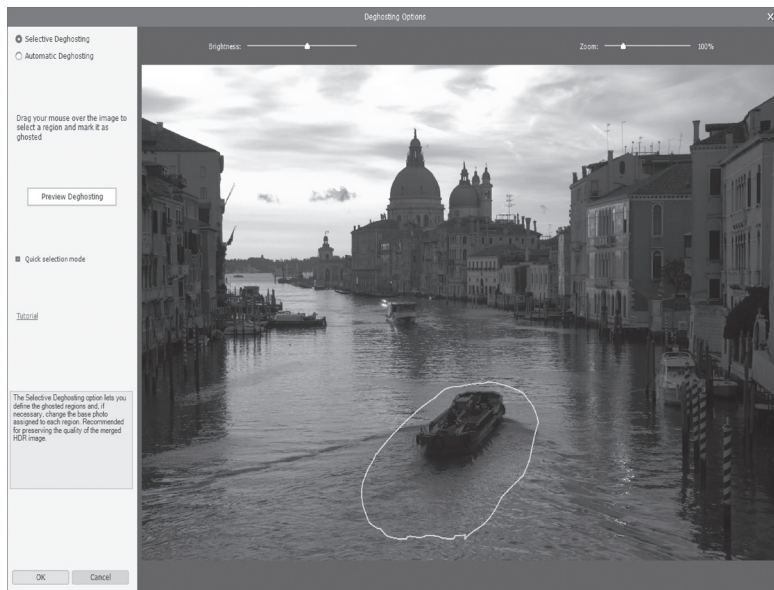 Deghosting Options
X
Selective Deghosting
Automatic Deghosting
Brightness:
Zoom:
100%
Drag your mouse over the image to
select a region and mark it as
ghosted
Preview Deghosting
Quick selection mode
Tutorial
The Selective Deghosting option lets you
define the ghosted regions and, if
necessary, change the base photo
assigned to each region. Recommended
for preserving the quality of the merged
HDR image.
OK
Cancel